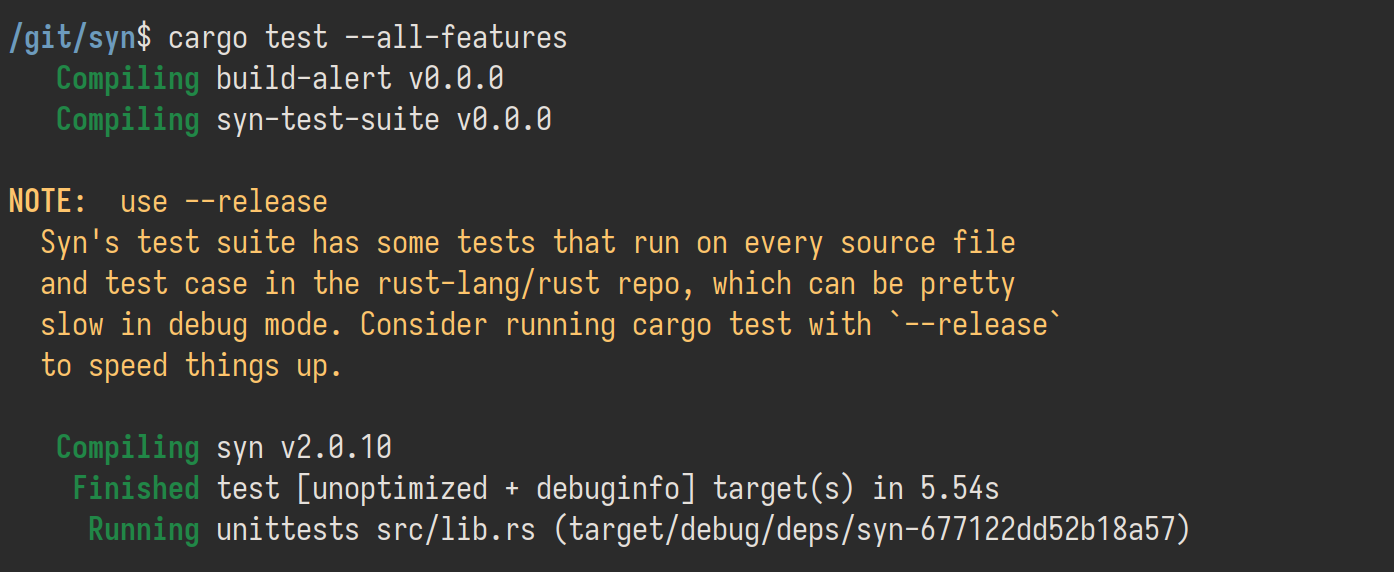 /git/syn$ cargo test --all-features
Compiling build-alert v0.0.0
Compiling syn-test-suite v0.0.0
NOTE:  use --release
Syn's test suite has some tests that run on every source file
and test case in the rust-lang/rust repo, which can be pretty
slow in debug mode. Consider running cargo test with `--release`
to speed things up.
Compiling syn v2.0.10
Finished test [unoptimized + debuginfo] target(s) in 5.54s
Running unittests src/lib.rs (target/debug/deps/syn-677122dd52b18a57)